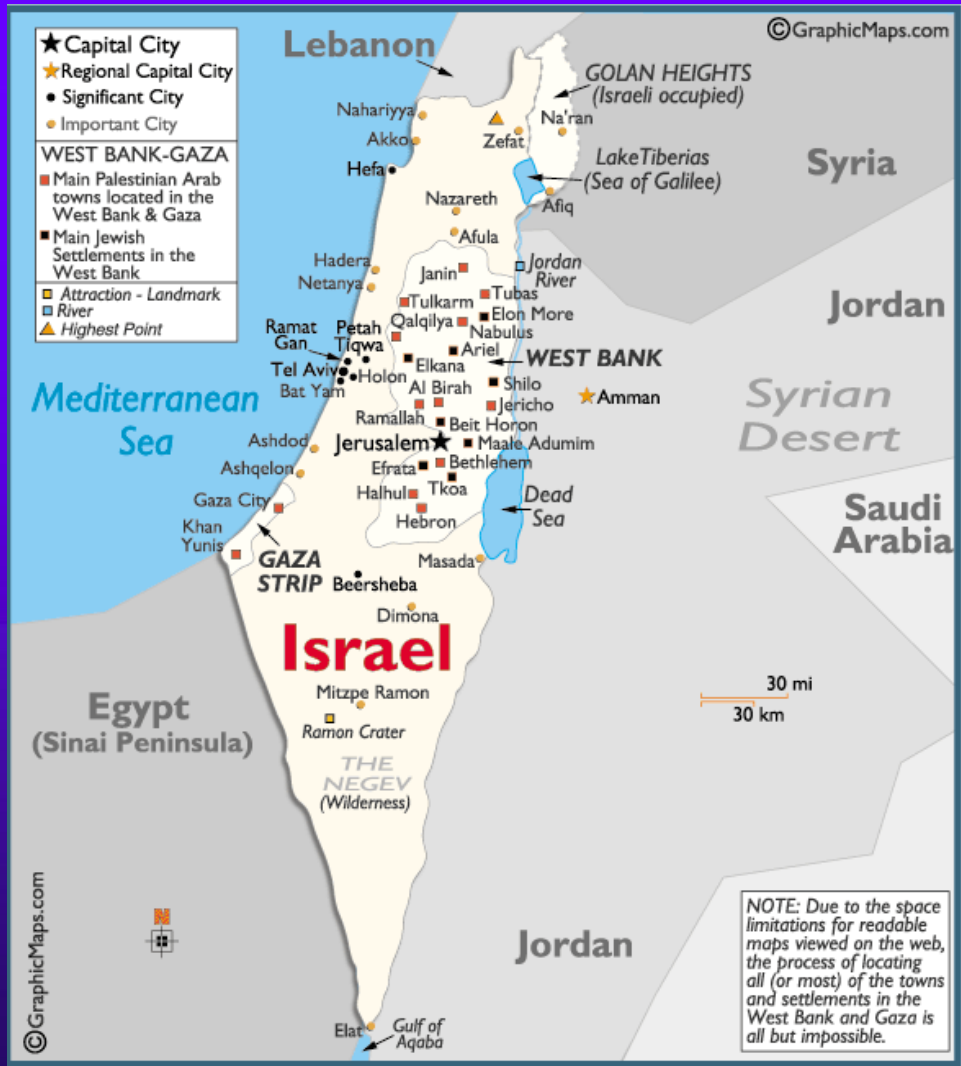 ©GraphicMaps.com
Capital City
Regional Capital City
Significant City
Important City
WEST BANK-GAZA
Main Palestinian Arab
towns located in the
West Bank & Gaza
Main Jewish
Settlements in the
West Bank
Attraction - Landmark
River
Highest Point
Lebanon
GOLAN HEIGHTS
(Israeli occupied)
Nahariyya
Na'ran
Akko
Zefat
Hefa
Lake Tiberias
(Sea of Galilee)
Syria
Nazareth
Afiq
Afula
Hadera
Janin
Jordan
River
Netanya
Tulkarm
Tubas
Elon More
Jordan
Qalqilya
Nabulus
Ramat
Gan
Petah
Tiqwa
Ariel
WEST BANK
Elkana
Tel Aviv
Holon
Shilo
Bat Yam
Al Birah
Jericho
Amman
Mediterranean
Sea
Syrian
Desert
Ramallah
Beit Horon
Ashdod
Jerusalem
Maale Adumim
Ashqelon
Efrata
Bethlehem
Gaza City
Halhul
Tkoa
Dead
Sea
Saudi
Arabia
Khan
Yunis
Hebron
GAZA
STRIP
Masada
Beersheba
Dimona
Israel
Mitzpe Ramon
30 mi
30 km
Egypt
(Sinai Peninsula)
Ramon Crater
THE
NEGEV
(Wilderness)
©GraphicMaps.com
N
Jordan
NOTE: Due to the space
limitations for readable
maps viewed on the web,
the process of locating
all (or most) of the towns
and settlements in the
West Bank and Gaza is
all but impossible.
Elat
Gulf of
Aqaba